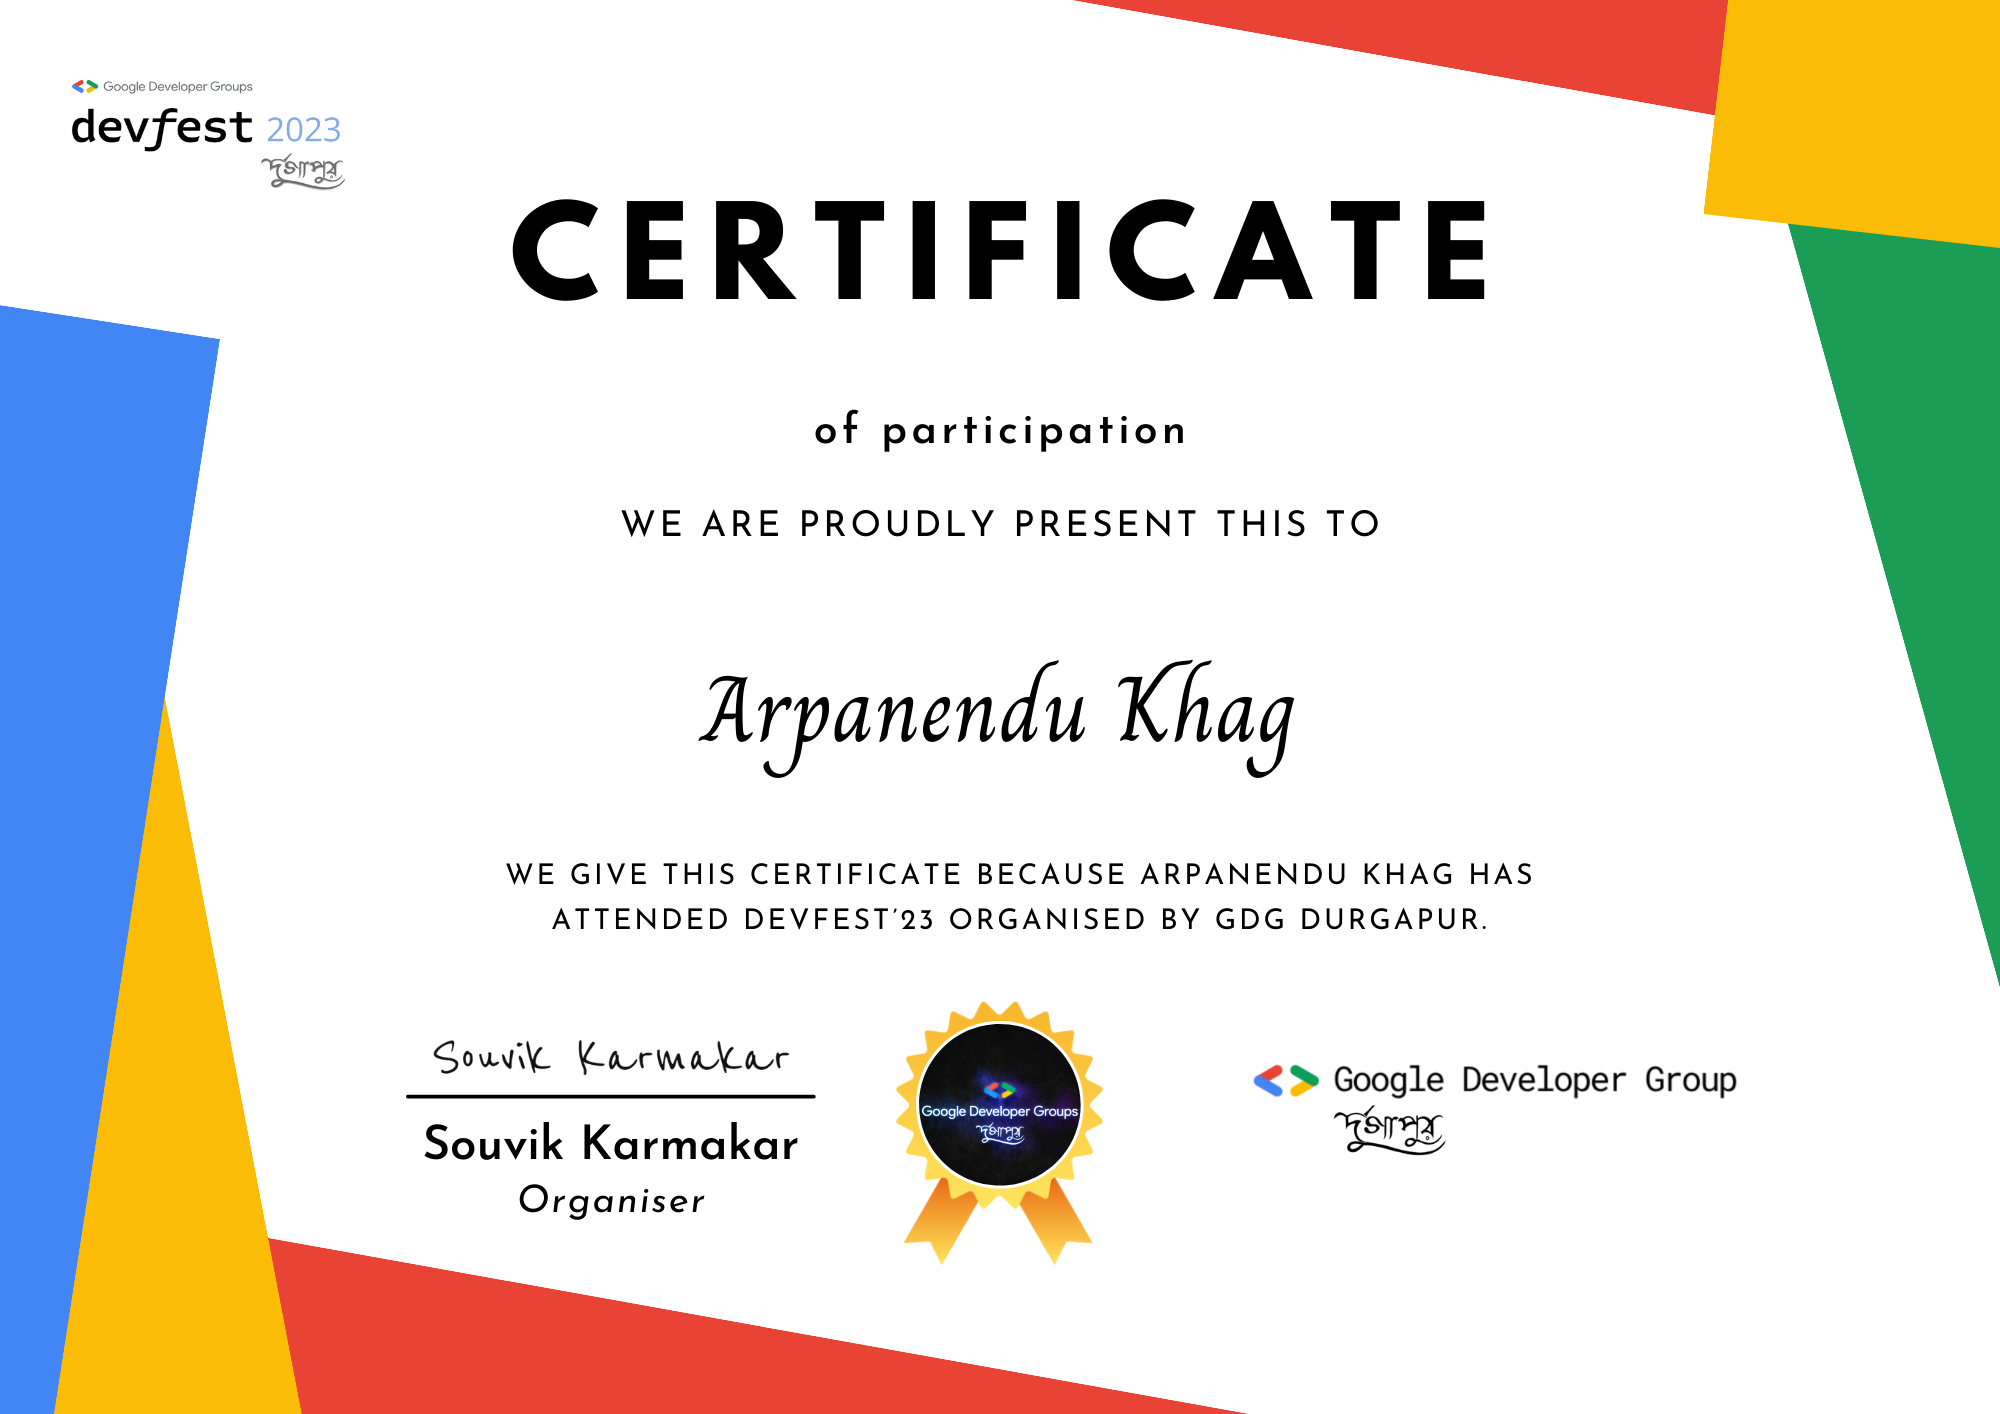 Google Developer Groups
devfest 2023
দুর্গাপুর
CERTIFICATE
of participation
WE ARE PROUDLY PRESENT THIS TO
Arpanendu Khag
WE GIVE THIS CERTIFICATE BECAUSE ARPANENDU KHAG HAS
ATTENDED DEVFEST’23 ORGANISED BY GDG DURGAPUR.
Souvik Karmakar
Souvik Karmakar
Organiser
Google Developer Groups
দুর্গাপুর
Google Developer Group
দুর্গাপুর